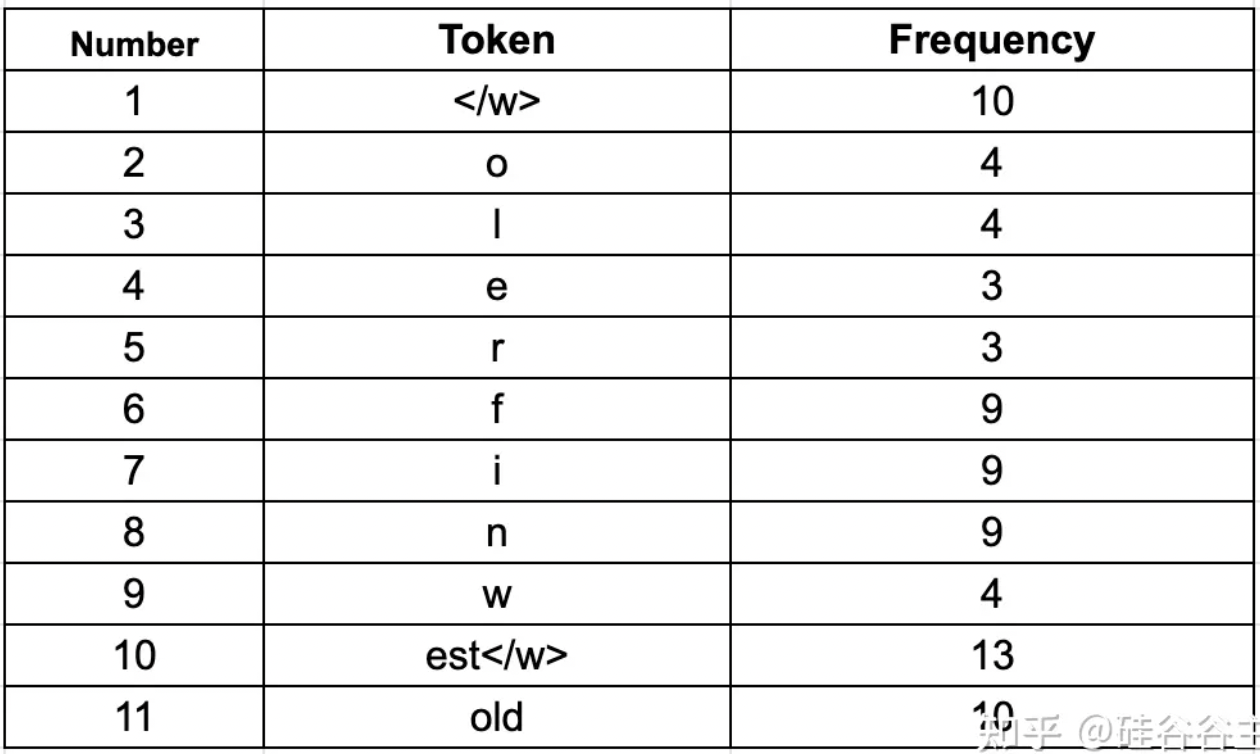 Number Token Frequency
1 </w> 10
2 o 4
3 l 4
4 e 3
5 r 3
6 f 9
7 i 9
8 n 9
9 w 4
10 est</w> 13
11 old 10
知乎 @硅谷谷主